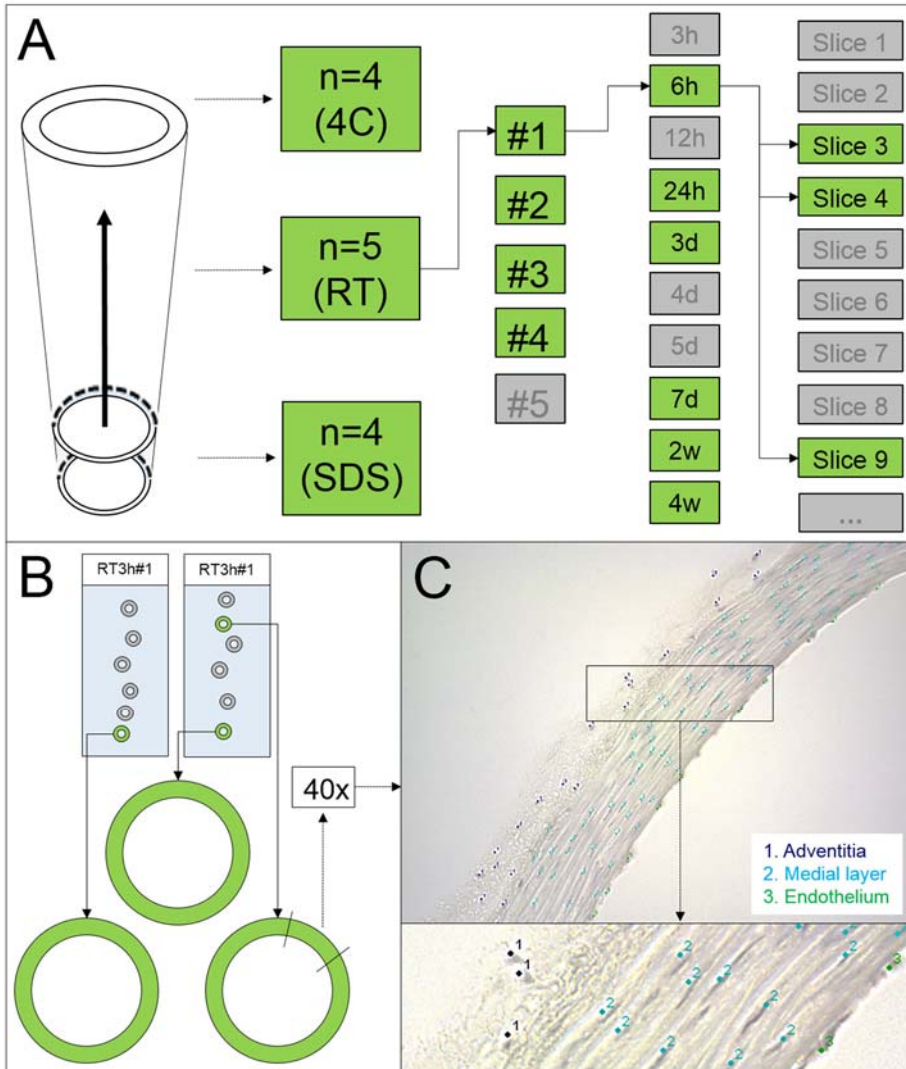 A
n=4
(4C)
n=5
(RT)
n=4
(SDS)
#1
#2
#3
#4
#5
3h
6h
12h
24h
3d
4d
5d
7d
2w
4w
Slice 1
Slice 2
Slice 3
Slice 4
Slice 5
Slice 6
Slice 7
Slice 8
Slice 9
...
B
RT3h#1
RT3h#1
40x
C
1. Adventitia
2. Medial layer
3. Endothelium
1
1
1
2
2
2
2
2
2
2
2
2
2
2
3
3